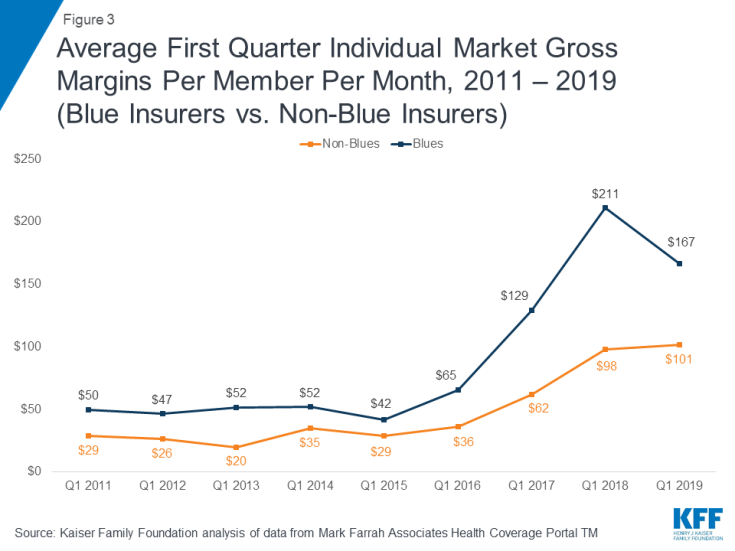 Figure 3
Average First Quarter Individual Market Gross
Margins Per Member Per Month, 2011 – 2019
(Blue Insurers vs. Non-Blue Insurers)
Non-Blues Blues
$250
$200
$150
$100
$50
$0
$50 $47 $52 $52 $42 $65 $129 $211 $167
$29 $26 $20 $35 $29 $36 $62 $98 $101
Q1 2011 Q1 2012 Q1 2013 Q1 2014 Q1 2015 Q1 2016 Q1 2017 Q1 2018 Q1 2019
Source: Kaiser Family Foundation analysis of data from Mark Farrah Associates Health Coverage Portal TM
KFF
HENRY J KAISER
FAMILY FOUNDATION